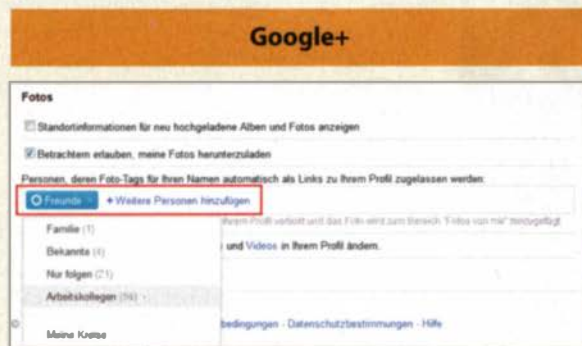 Google+
Fotos
Standortinformationen für neu hochgeladene Alben und Fotos anzeigen
Betrachtern erlauben, meine Fotos herunterzuladen
Personen, deren Foto-Tags für Ihren Namen automatisch als Links zu Ihrem Profil zugelassen werden:
Freunde + Weitere Personen hinzufügen
Ihrem Profil verlinkt und das Foto wird zum Bereich "Fotos von mir" hinzugefügt
Familie (1)
Bekannte (4)
und Videos in Ihrem Profil ändern.
Nur folgen (21)
Arbeitskollegen
bedingungen - Datenschutzbestimmungen - Hilfe
Meine Kreise